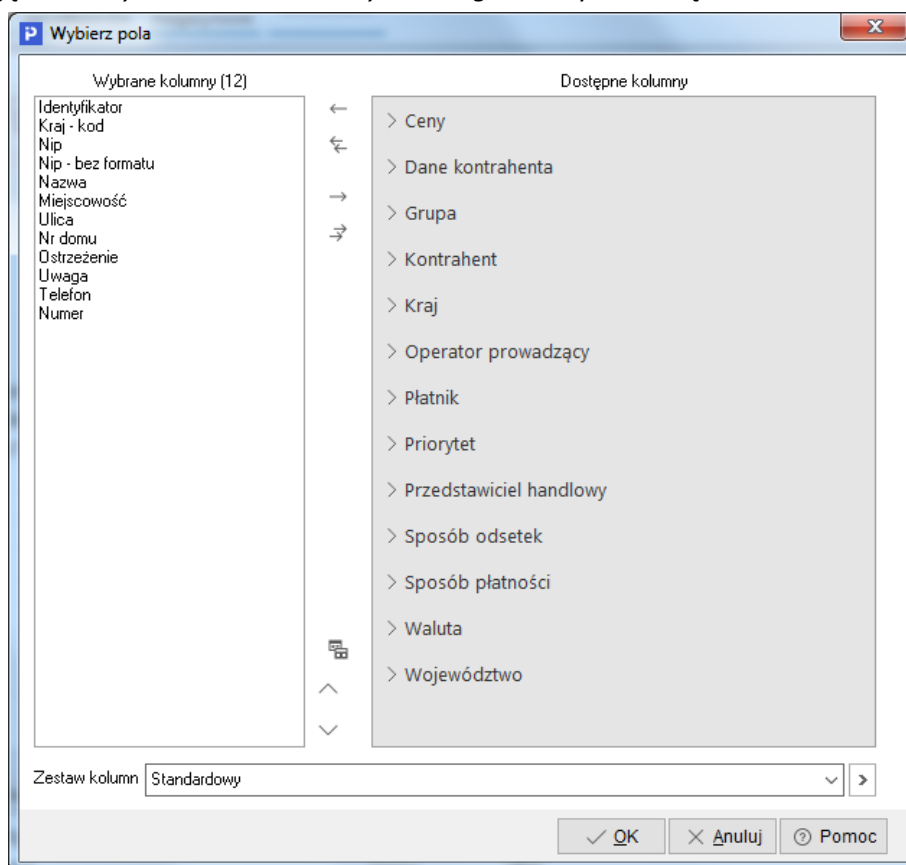 Wybierz pola
Wybrane kolumny (12)
Dostępne kolumny
Identyfikator
Kraj - kod
Nip
Nip - bez formatu
Nazwa
Miejscowość
Ulica
Nr domu
Ostrzeżenie
Uwaga
Telefon
Numer
Ceny
Dane kontrahenta
Grupa
Kontrahent
Kraj
Operator prowadzący
Płatnik
Priorytet
Przedstawiciel handlowy
Sposób odsetek
Sposób płatności
Waluta
Województwo
Zestaw kolumn Standardowy
OK Anuluj Pomoc